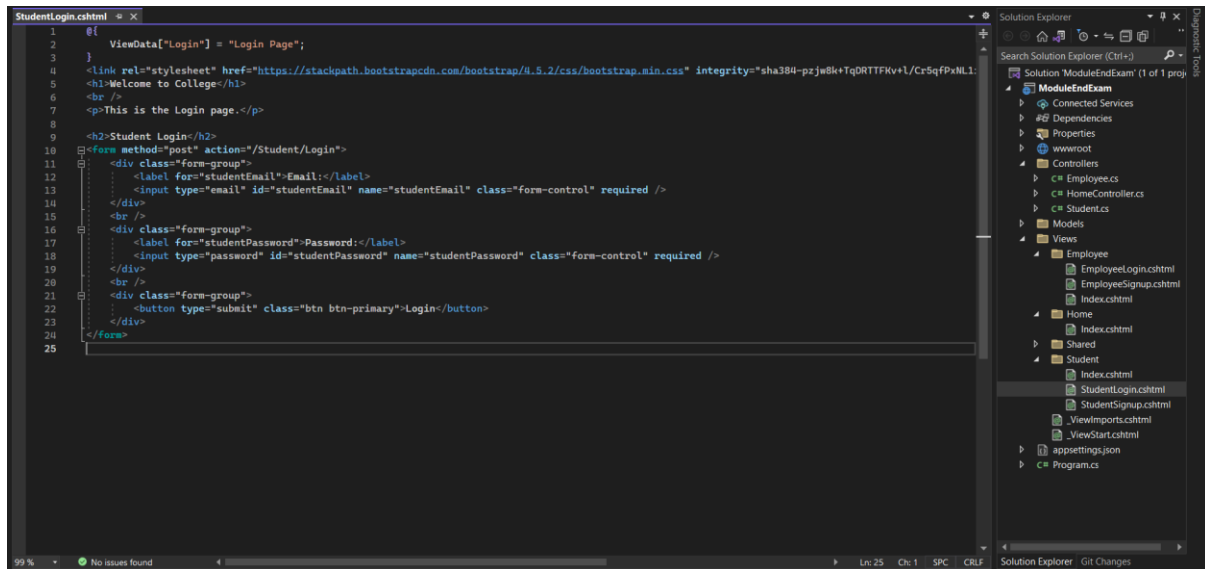 StudentLogin.cshtml
1 @{
2 ViewData["Login"] = "Login Page";
3 }
4 <link rel="stylesheet" href="https://stackpath.bootstrapcdn.com/bootstrap/4.5.2/css/bootstrap.min.css" integrity="sha384-pzjw8k+TqDRTTFKv+l/Cr5qfPxNL1:
5 <h1>Welcome to College</h1>
6 <br />
7 <p>This is the Login page.</p>
8
9 <h2>Student Login</h2>
10 <form method="post" action="/Student/Login">
11 <div class="form-group">
12 <label for="studentEmail">Email:</label>
13 <input type="email" id="studentEmail" name="studentEmail" class="form-control" required />
14 </div>
15 <br />
16 <div class="form-group">
17 <label for="studentPassword">Password:</label>
18 <input type="password" id="studentPassword" name="studentPassword" class="form-control" required />
19 </div>
20 <br />
21 <div class="form-group">
22 <button type="submit" class="btn btn-primary">Login</button>
23 </div>
24 </form>
25
99 % No issues found Ln: 25 Ch: 1 SPC CRLF
Solution Explorer
Search Solution Explorer (Ctrl+;)
Solution 'ModuleEndExam' (1 of 1 proj
ModuleEndExam
Connected Services
Dependencies
Properties
wwwroot
Controllers
C# Employee.cs
C# HomeController.cs
C# Student.cs
Models
Views
Employee
EmployeeLogin.cshtml
EmployeeSignup.cshtml
Index.cshtml
Home
Index.cshtml
Shared
Student
Index.cshtml
StudentLogin.cshtml
StudentSignup.cshtml
_ViewImports.cshtml
_ViewStart.cshtml
appsettings.json
C# Program.cs
Solution Explorer Git Changes
Diagnostic Tools